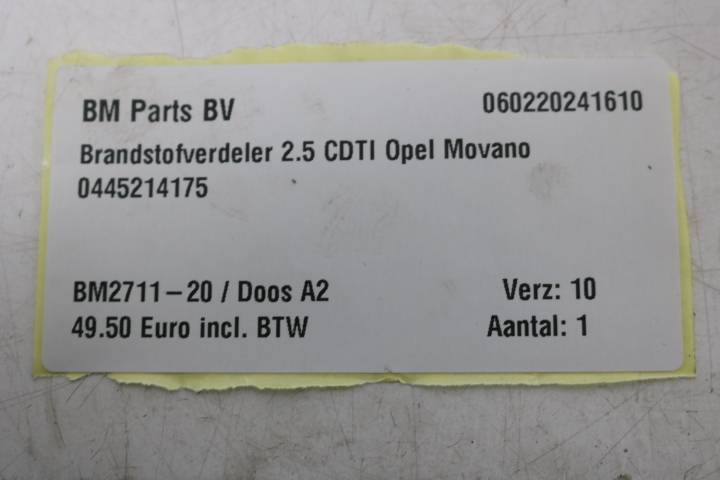 BM Parts BV 060220241610
Brandstofverdeler 2.5 CDTI Opel Movano
0445214175
BM2711-20 / Doos A2 Verz: 10
49.50 Euro incl. BTW Aantal: 1